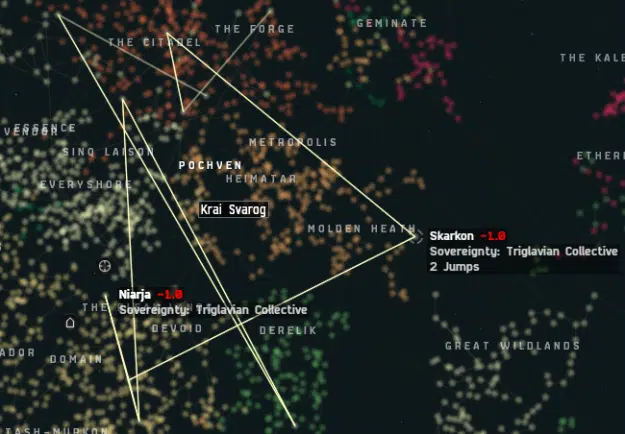 THE FORGE
GEMINATE
THE CITADEL
THE KALE
ESSENCE
VENDOR
SINQ LAISON
METROPOLIS
ETHER
POCHVEN
HEIMATAR
EVERYSHORE
Krai Svarog
MOLDEN HEATH
Skarkon -1.0
Sovereignty: Triglavian Collective
2 Jumps
Niarja -1.0
Sovereignty: Triglavian Collective
THE
DEVOID
DERELIK
GREAT WILDLANDS
ADOR
DOMAIN
TASH-MURKON